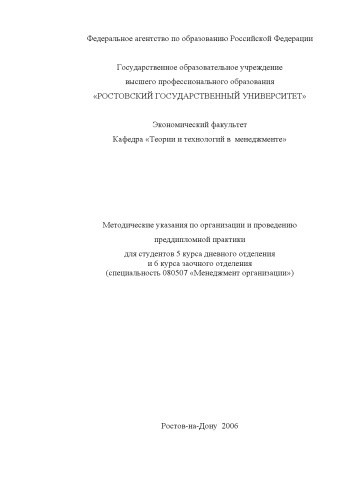 Федеральное агентство по образованию Российской Федерации
Государственное образовательное учреждение
высшего профессионального образования
«РОСТОВСКИЙ ГОСУДАРСТВЕННЫЙ УНИВЕРСИТЕТ»
Экономический факультет
Кафедра «Теории и технологий в менеджменте»
Методические указания по организации и проведению
преддипломной практики
для студентов 5 курса дневного отделения
и 6 курса заочного отделения
(специальность 080507 «Менеджмент организации»)
Ростов-на-Дону 2006